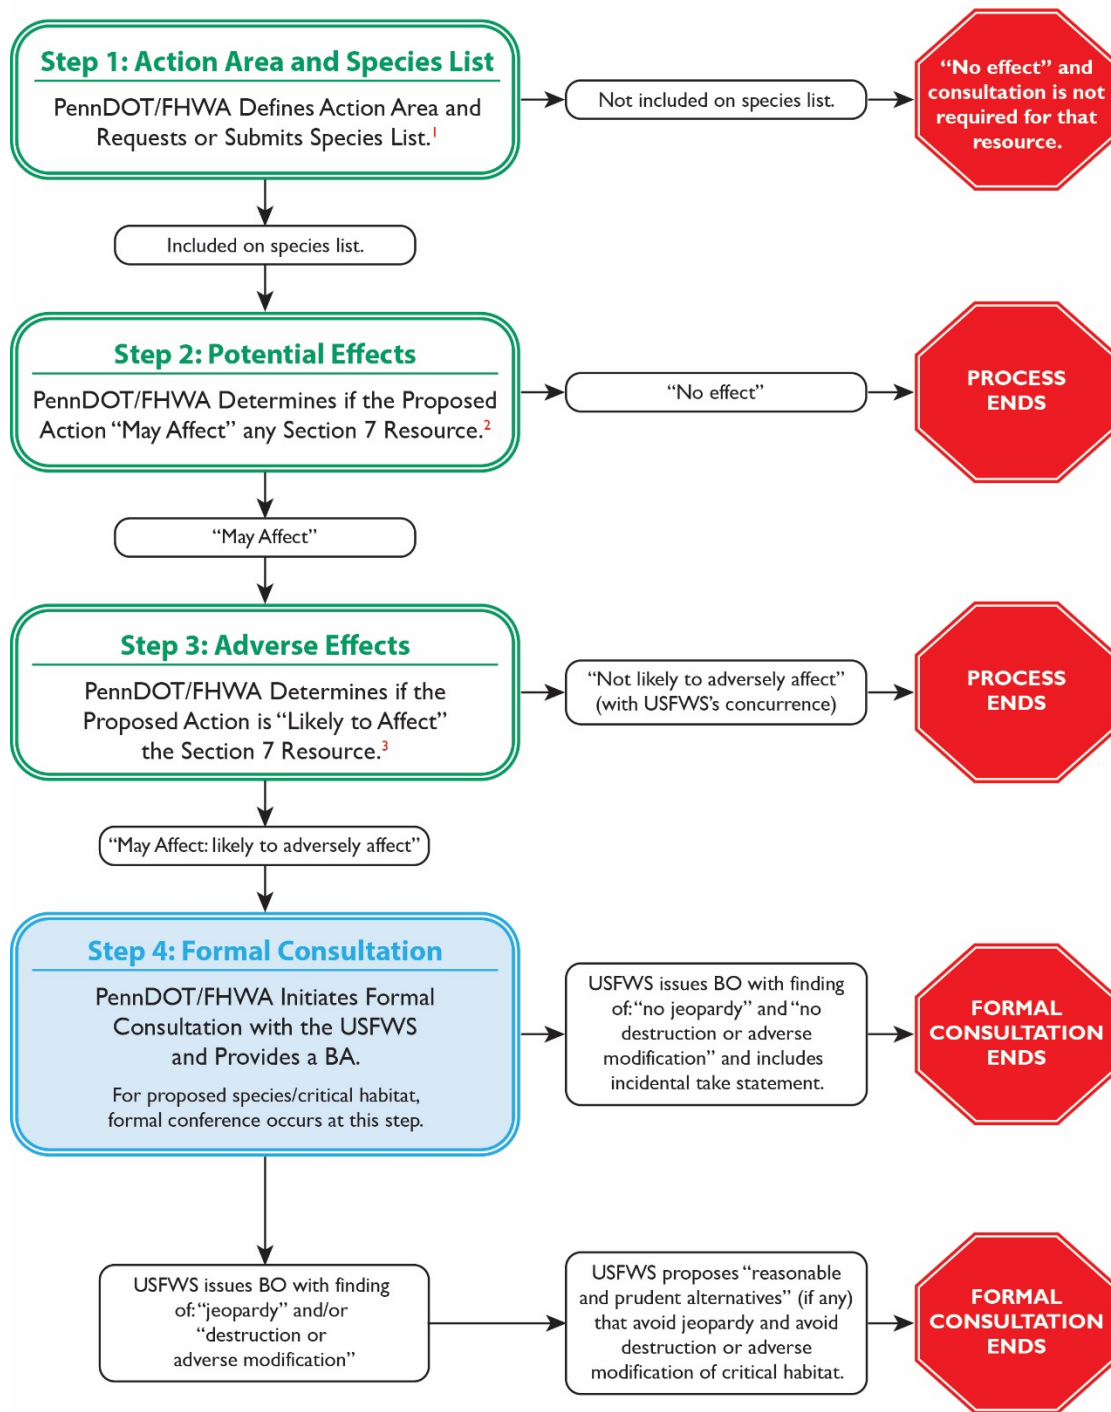 Step 1: Action Area and Species List
PennDOT/FHWA Defines Action Area and
Requests or Submits Species List.1
Not included on species list.
“No effect” and
consultation is not
required for that
resource.
Included on species list.
Step 2: Potential Effects
PennDOT/FHWA Determines if the Proposed
Action “May Affect” any Section 7 Resource.2
“No effect”
PROCESS
ENDS
“May Affect”
Step 3: Adverse Effects
PennDOT/FHWA Determines if the
Proposed Action is “Likely to Affect”
the Section 7 Resource.3
“Not likely to adversely affect”
(with USFWS’s concurrence)
PROCESS
ENDS
“May Affect: likely to adversely affect”
Step 4: Formal Consultation
PennDOT/FHWA Initiates Formal
Consultation with the USFWS
and Provides a BA.
For proposed species/critical habitat,
formal conference occurs at this step.
USFWS issues BO with finding
of: “no jeopardy” and “no
destruction or adverse
modification” and includes
incidental take statement.
FORMAL
CONSULTATION
ENDS
USFWS issues BO with finding
of: “jeopardy” and/or
“destruction or
adverse modification”
USFWS proposes “reasonable
and prudent alternatives” (if any)
that avoid jeopardy and avoid
destruction or adverse
modification of critical habitat.
FORMAL
CONSULTATION
ENDS